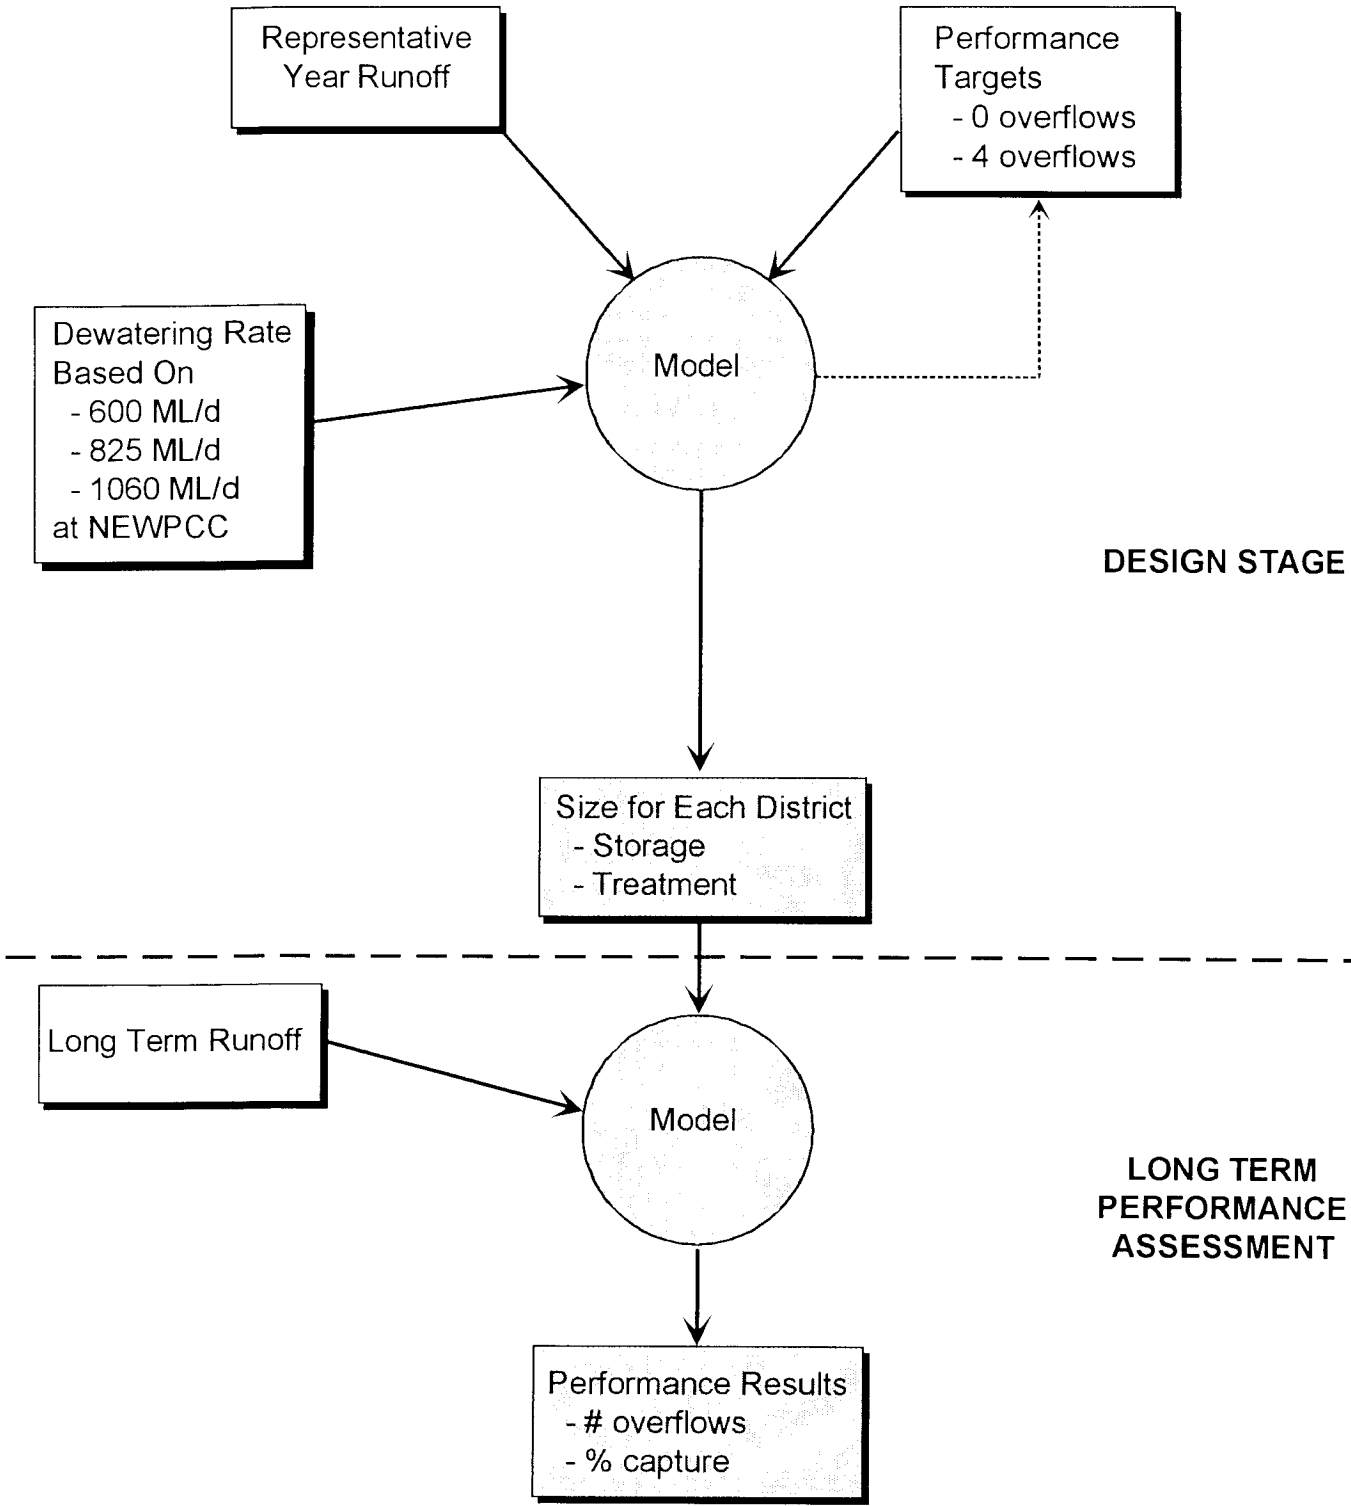 Representative
Year Runoff
Performance
Targets
- 0 overflows
- 4 overflows
Dewatering Rate
Based On
- 600 ML/d
- 825 ML/d
- 1060 ML/d
at NEWPCC
Model
DESIGN STAGE
Size for Each District
- Storage
- Treatment
Long Term Runoff
Model
LONG TERM
PERFORMANCE
ASSESSMENT
Performance Results
- # overflows
- % capture